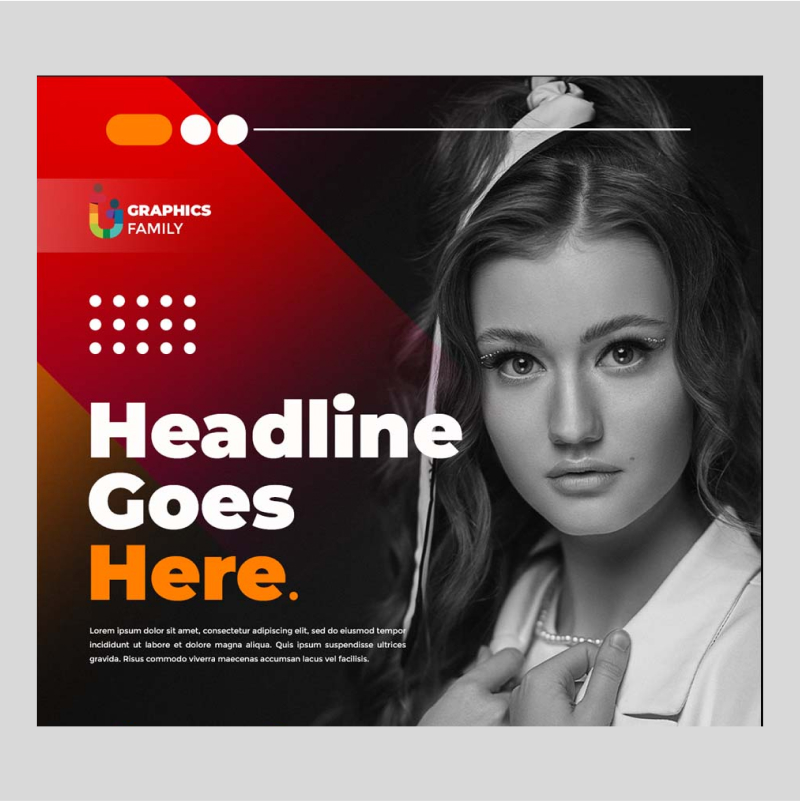 GRAPHICS
FAMILY
Headline
Goes
Here.
Lorem ipsum dolor sit amet, consectetur adipiscing elit, sed do eiusmod tempor
incididunt ut labore et dolore magna aliqua. Quis ipsum suspendisse ultrices
gravida. Risus commodo viverra maecenas accumsan lacus vel facilisis.